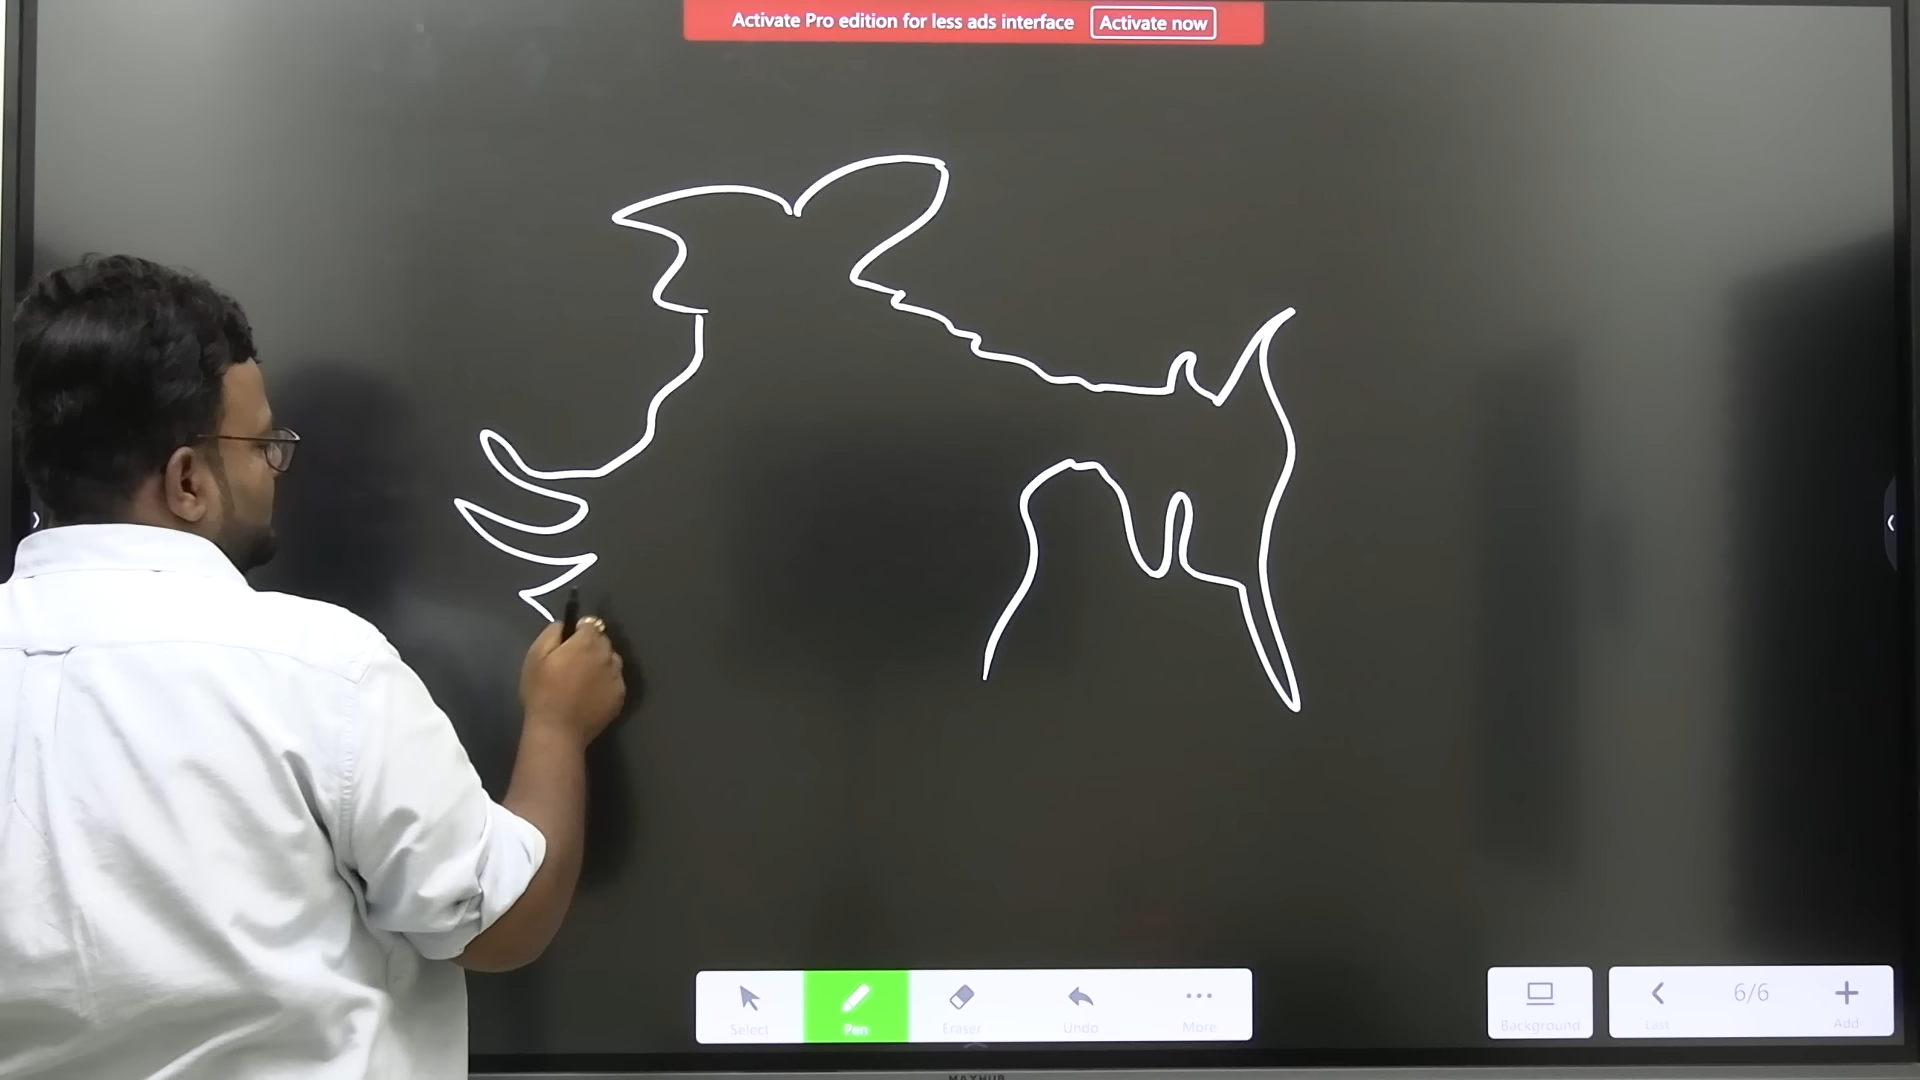 Activate Pro edition for less ads interface Activate now
Select Pen Eraser Undo More
Background
Last 6/6 Add
MAXHUB